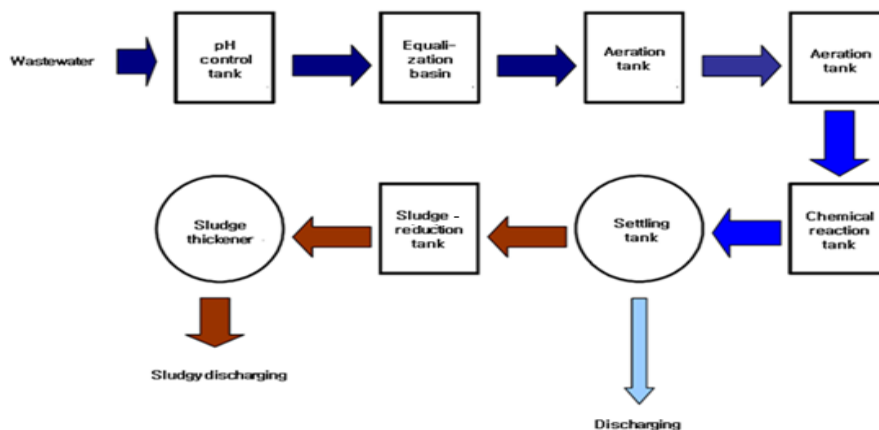 Wastewater
pH
control
tank
Equali-
zation
basin
Aeration
tank
Aeration
tank
Chemical
reaction
tank
Settling
tank
Sludge -
reduction
tank
Sludge
thickener
Sludgy discharging
Discharging